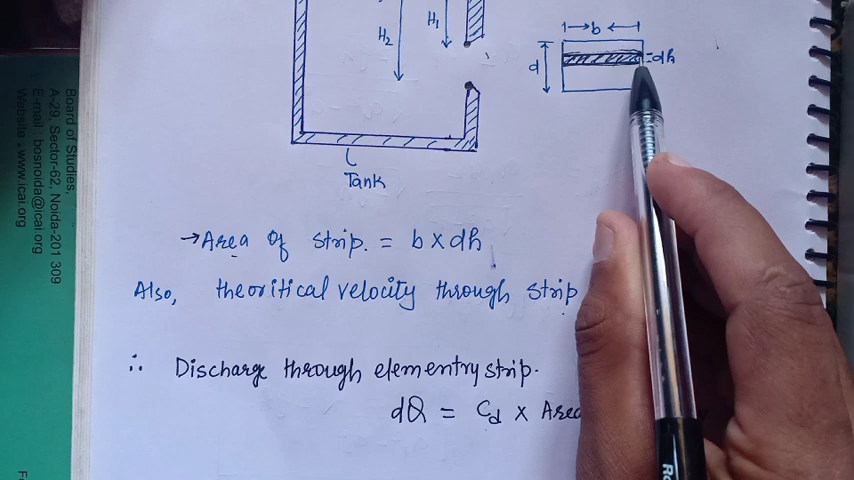 H₂
H₁
b
d
dh
Tank
→Area of strip. = b x dh
Also, theoritical velocity through strip
∴ Discharge through elementry strip.
dQ = Cd x Area
Board of Studies,
A-29, Sector-62, Noida-201 309
E-mail : bosnoida@icai.org
Website : www.icai.org